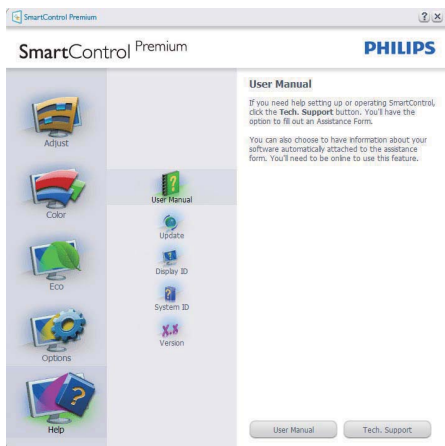 SmartControl Premium
SmartControl Premium
PHILIPS
Adjust
Color
Eco
Options
Help
User Manual
Update
Display ID
System ID
X.X
Version
User Manual
If you need help setting up or operating SmartControl,
click the Tech. Support button. You'll have the
option to fill out an Assistance Form.
You can also choose to have information about your
software automatically attached to the assistance
form. You'll need to be online to use this feature.
User Manual
Tech. Support